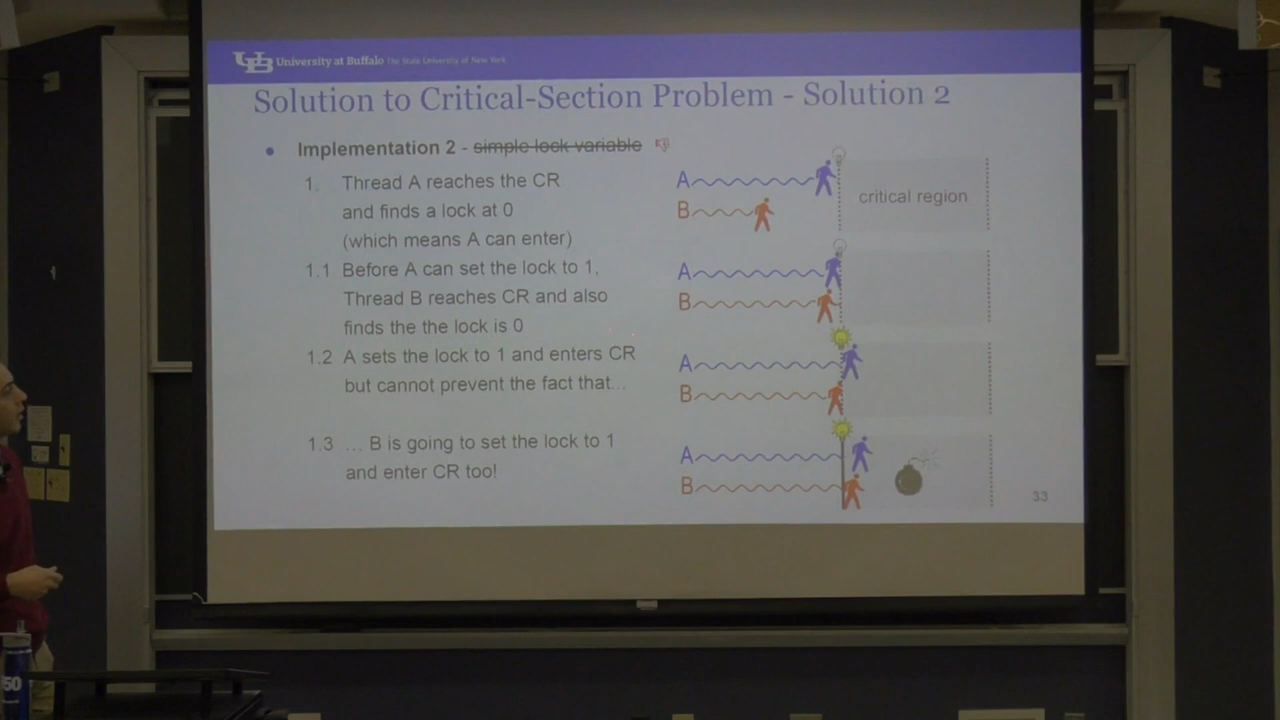 University at Buffalo The State University of New York
Solution to Critical-Section Problem - Solution 2
• Implementation 2 - simple lock variable
1. Thread A reaches the CR
and finds a lock at 0
(which means A can enter)
1.1 Before A can set the lock to 1,
Thread B reaches CR and also
finds the the lock is 0
1.2 A sets the lock to 1 and enters CR
but cannot prevent the fact that...
1.3 ... B is going to set the lock to 1
and enter CR too!
A
B
critical region
A
B
A
B
A
B
33
50